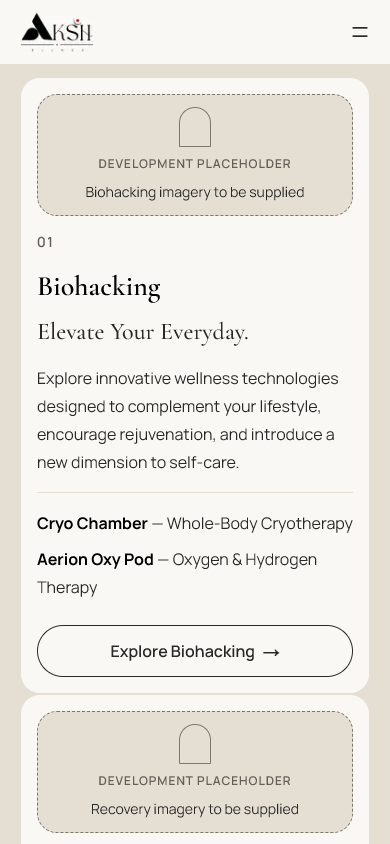 AKSH
DEVELOPMENT PLACEHOLDER
Biohacking imagery to be supplied
01
Biohacking
Elevate Your Everyday.
Explore innovative wellness technologies
designed to complement your lifestyle,
encourage rejuvenation, and introduce a
new dimension to self-care.
Cryo Chamber — Whole-Body Cryotherapy
Aerion Oxy Pod — Oxygen & Hydrogen
Therapy
Explore Biohacking →
DEVELOPMENT PLACEHOLDER
Recovery imagery to be supplied